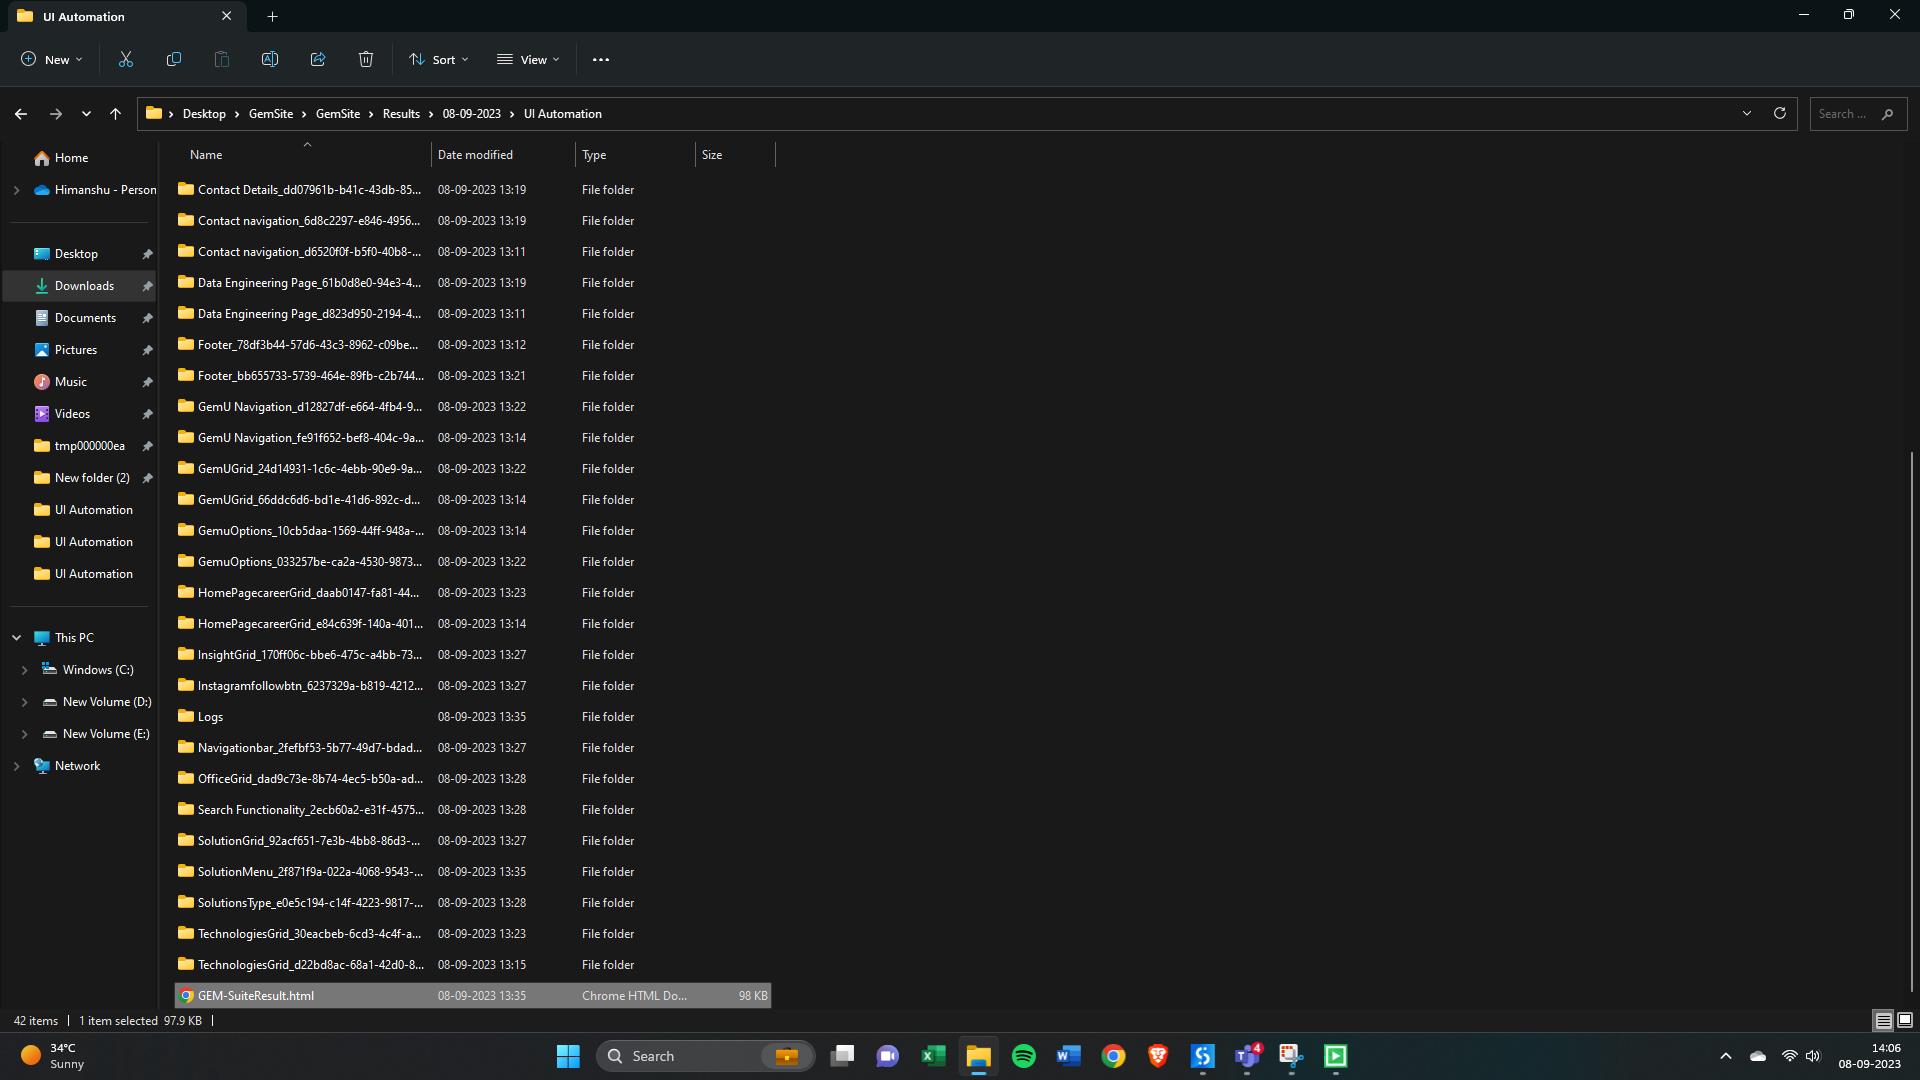 UI Automation
New
Sort
View
Desktop > GemSite > GemSite > Results > 08-09-2023 > UI Automation
Search ...
Home
Himanshu - Person
Desktop
Downloads
Documents
Pictures
Music
Videos
tmp000000ea
New folder (2)
UI Automation
UI Automation
UI Automation
This PC
Windows (C:)
New Volume (D:)
New Volume (E:)
Network
Name Date modified Type Size
Contact Details_dd07961b-b41c-43db-85... 08-09-2023 13:19 File folder
Contact navigation_6d8c2297-e846-4956... 08-09-2023 13:19 File folder
Contact navigation_d6520f0f-b5f0-40b8-... 08-09-2023 13:11 File folder
Data Engineering Page_61b0d8e0-94e3-4... 08-09-2023 13:19 File folder
Data Engineering Page_d823d950-2194-4... 08-09-2023 13:11 File folder
Footer_78df3b44-57d6-43c3-8962-c09be... 08-09-2023 13:12 File folder
Footer_bb655733-5739-464e-89fb-c2b744... 08-09-2023 13:21 File folder
GemU Navigation_d12827df-e664-4fb4-9... 08-09-2023 13:22 File folder
GemU Navigation_fe91f652-bef8-404c-9a... 08-09-2023 13:14 File folder
GemUGrid_24d14931-1c6c-4ebb-90e9-9a... 08-09-2023 13:22 File folder
GemUGrid_66ddc6d6-bd1e-41d6-892c-d... 08-09-2023 13:14 File folder
GemuOptions_10cb5daa-1569-44ff-948a-... 08-09-2023 13:14 File folder
GemuOptions_033257be-ca2a-4530-9873... 08-09-2023 13:22 File folder
HomePagecareerGrid_daab0147-fa81-44... 08-09-2023 13:23 File folder
HomePagecareerGrid_e84c639f-140a-401... 08-09-2023 13:14 File folder
InsightGrid_170ff06c-bbe6-475c-a4bb-73... 08-09-2023 13:27 File folder
Instagramfollowbtn_6237329a-b819-4212... 08-09-2023 13:27 File folder
Logs 08-09-2023 13:35 File folder
Navigationbar_2fefbf53-5b77-49d7-bdad... 08-09-2023 13:27 File folder
OfficeGrid_dad9c73e-8b74-4ec5-b50a-ad... 08-09-2023 13:28 File folder
Search Functionality_2ecb60a2-e31f-4575... 08-09-2023 13:28 File folder
SolutionGrid_92acf651-7e3b-4bb8-86d3-... 08-09-2023 13:27 File folder
SolutionMenu_2f871f9a-022a-4068-9543-... 08-09-2023 13:35 File folder
SolutionsType_e0e5c194-c14f-4223-9817-... 08-09-2023 13:28 File folder
TechnologiesGrid_30eacbeb-6cd3-4c4f-a... 08-09-2023 13:23 File folder
TechnologiesGrid_d22bd8ac-68a1-42d0-8... 08-09-2023 13:15 File folder
GEM-SuiteResult.html 08-09-2023 13:35 Chrome HTML Do... 98 KB
42 items 1 item selected 97.9 KB
34°C
Sunny
Search
4
14:06
08-09-2023